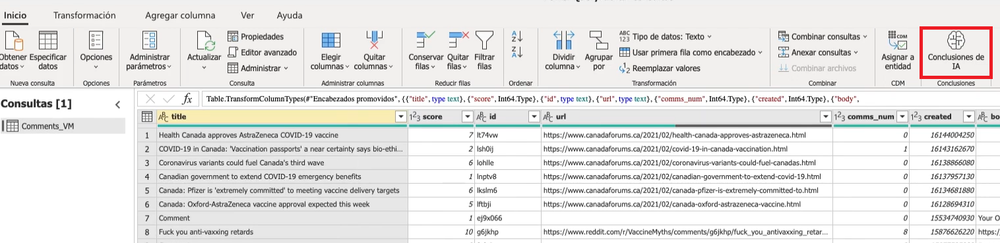 Inicio Transformación Agregar columna Ver Ayuda
Propiedades Tipo de datos: Texto Combinar consultas
Editor avanzado Usar primera fila como encabezado Anexar consultas
Administrar Reemplazar valores Combinar archivos
Obtener datos Especificar datos Opciones Administrar parámetros Actualizar Elegir columnas Quitar columnas Conservar filas Quitar filas Filtrar filas Dividir columna Agrupar por Asignar a entidad Conclusiones de IA
Nueva consulta Opciones Parámetros Consulta Administrar columnas Reducir filas Ordenar Transformación Combinar CDM Conclusiones
Consultas [1]
Comments_VM
fx Table.TransformColumnTypes(#"Encabezados promovidos", {{"title", type text}, {"score", Int64.Type}, {"id", type text}, {"url", type text}, {"comms_num", Int64.Type}, {"created", Int64.Type}, {"body",
title score id url comms_num created bo
1 Health Canada approves AstraZeneca COVID-19 vaccine 7 lt74vw https://www.canadaforums.ca/2021/02/health-canada-approves-astrazeneca.html 0 16144004250
2 COVID-19 in Canada: 'Vaccination passports' a near certainty says bio-ethi... 2 lsh0ij https://www.canadaforums.ca/2021/02/covid-19-in-canada-vaccination.html 1 16143162670
3 Coronavirus variants could fuel Canada's third wave 6 lohlle https://www.canadaforums.ca/2021/02/coronavirus-variants-could-fuel-canadas.html 0 16138866080
4 Canadian government to extend COVID-19 emergency benefits 1 lnptv8 https://www.canadaforums.ca/2021/02/canadian-government-to-extend-covid-19.html 0 16137957130
5 Canada: Pfizer is 'extremely committed' to meeting vaccine delivery targets 6 lkslm6 https://www.canadaforums.ca/2021/02/canada-pfizer-is-extremely-committed-to.html 0 16134681880
6 Canada: Oxford-AstraZeneca vaccine approval expected this week 5 lftbji https://www.canadaforums.ca/2021/02/canada-oxford-astrazeneca-vaccine.html 0 16128694310
7 Comment 1 ej9x066 0 15534740930 Your O
8 Fuck you anti-vaxxing retards 10 g6jkhp https://www.reddit.com/r/VaccineMyths/comments/g6jkhp/fuck_you_antivaxxing_retar... 8 15876626220 https:/